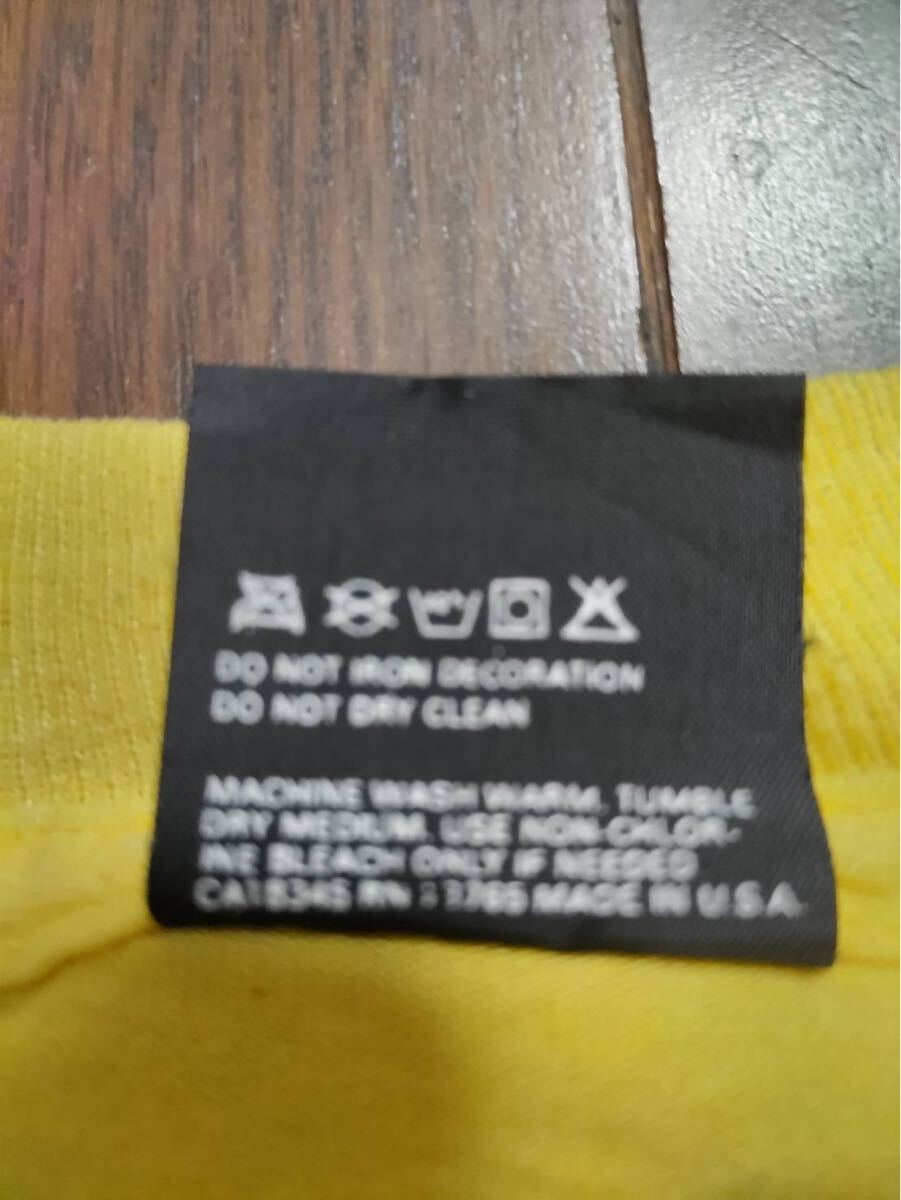 DO NOT IRON DECORATION
DO NOT DRY CLEAN
MACHINE WASH WARM, TUMBLE
DRY MEDIUM. USE NON-CHLOR-
INE BLEACH ONLY IF NEEDED
RN MADE IN U.S.A.